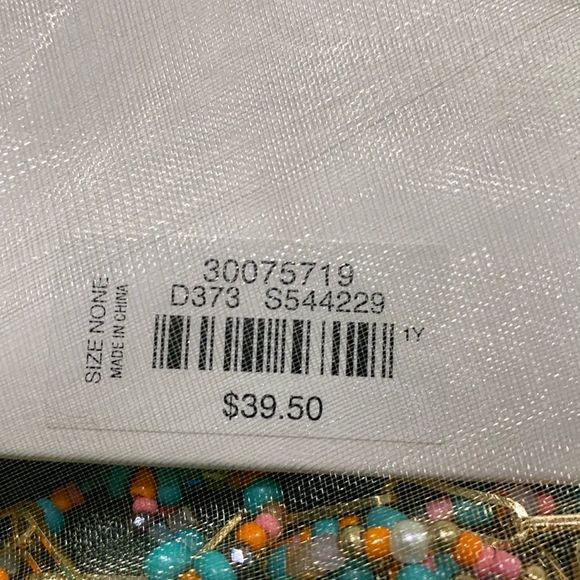 30075719
D373 S544229
SIZE NONE
MADE IN CHINA
1Y
$39.50